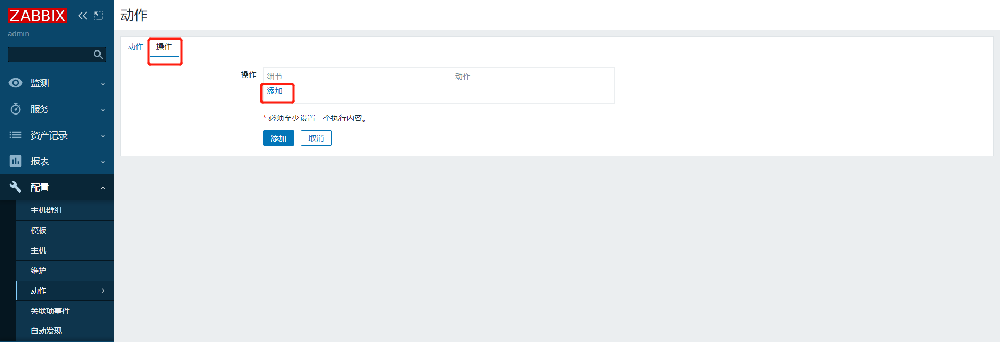 ZABBIX
admin
监测
服务
资产记录
报表
配置
主机群组
模板
主机
维护
动作
关联项事件
自动发现
动作
动作 操作
操作 细节 动作
添加
* 必须至少设置一个执行内容。
添加 取消